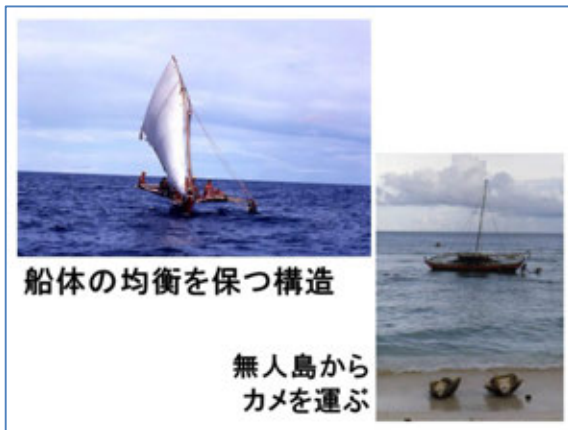 船体の均衡を保つ構造
無人島から
カメを運ぶ